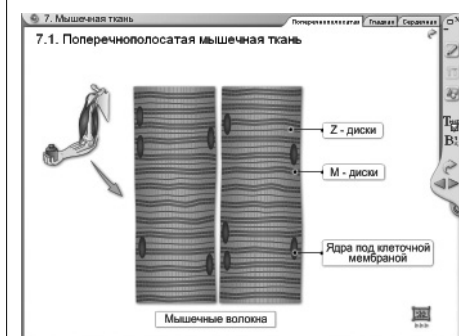 7. Мышечная ткань
Поперечнополосатая Гладкая Сердечная
7.1. Поперечнополосатая мышечная ткань
Z - диски
М - диски
Ядра под клеточной
мембраной
Мышечные волокна